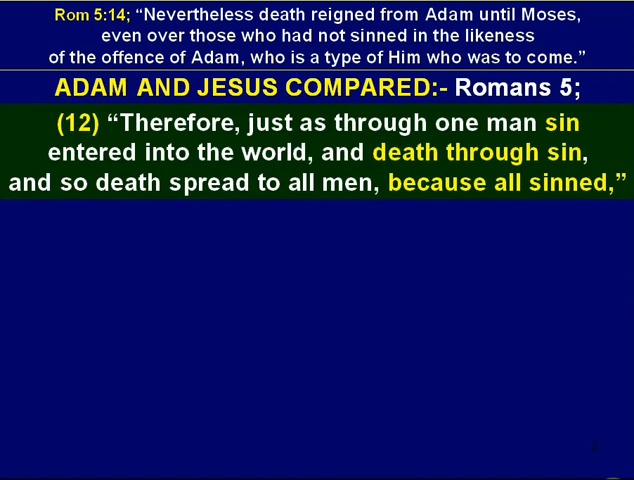 Rom 5:14; “Nevertheless death reigned from Adam until Moses,
even over those who had not sinned in the likeness
of the offence of Adam, who is a type of Him who was to come.”
ADAM AND JESUS COMPARED:- Romans 5;
(12) “Therefore, just as through one man sin
entered into the world, and death through sin,
and so death spread to all men, because all sinned,”